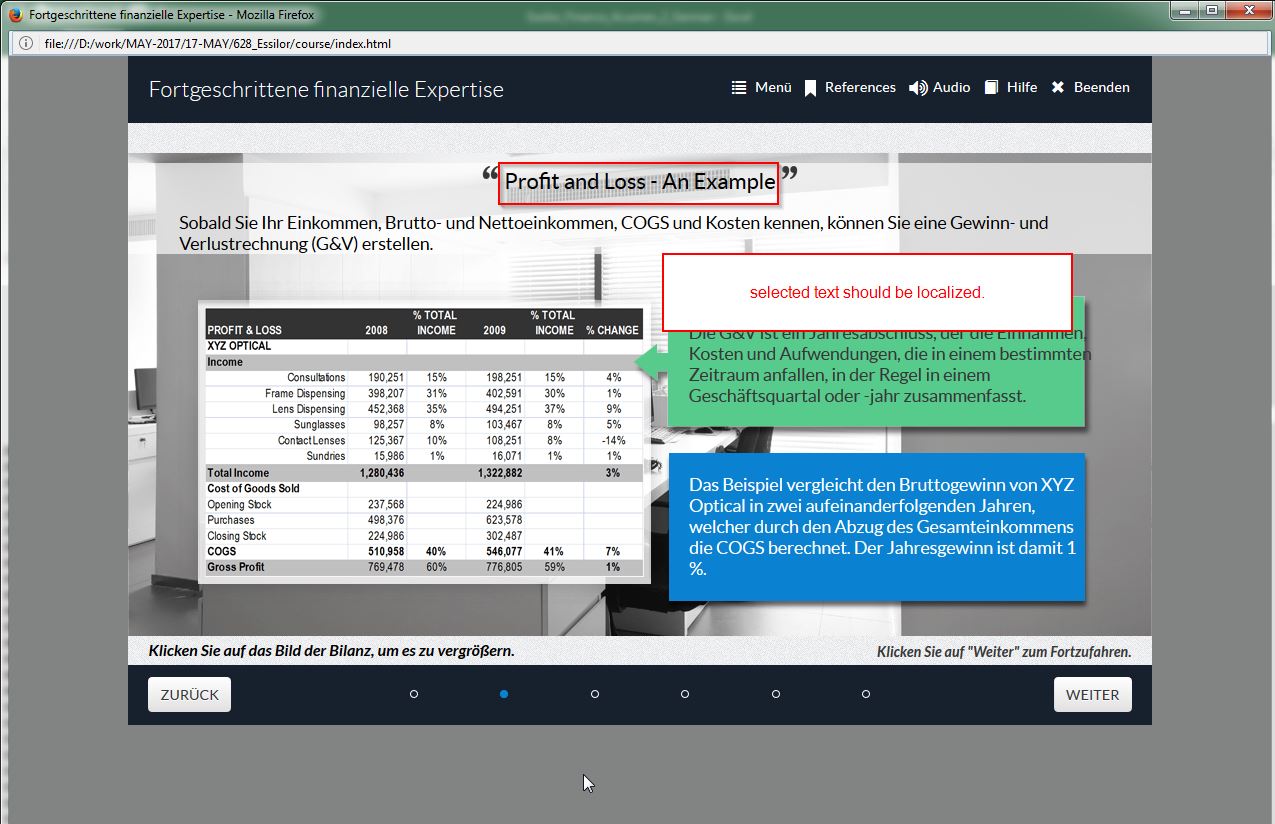 Fortgeschrittene finanzielle Expertise - Mozilla Firefox
file:///D:/work/MAY-2017/17-MAY/628_Essilor/course/index.html
Fortgeschrittene finanzielle Expertise
Menü References Audio Hilfe Beenden
“ Profit and Loss - An Example ”
Sobald Sie Ihr Einkommen, Brutto- und Nettoeinkommen, COGS und Kosten kennen, können Sie eine Gewinn- und
Verlustrechnung (G&V) erstellen.
selected text should be localized.
PROFIT & LOSS 2008 % TOTAL INCOME 2009 % TOTAL INCOME % CHANGE
XYZ OPTICAL
Income
Consultations 190,251 15% 198,251 15% 4%
Frame Dispensing 398,207 31% 402,591 30% 1%
Lens Dispensing 452,368 35% 494,251 37% 9%
Sunglasses 98,257 8% 103,467 8% 5%
Contact Lenses 125,367 10% 108,251 8% -14%
Sundries 15,986 1% 16,071 1% 1%
Total Income 1,280,436 1,322,882 3%
Cost of Goods Sold
Opening Stock 237,568 224,986
Purchases 498,376 623,578
Closing Stock 224,986 302,487
COGS 510,958 40% 546,077 41% 7%
Gross Profit 769,478 60% 776,805 59% 1%
Die G&V ist ein Jahresabschluss, der die Einnahmen,
Kosten und Aufwendungen, die in einem bestimmten
Zeitraum anfallen, in der Regel in einem
Geschäftsquartal oder -jahr zusammenfasst.
Das Beispiel vergleicht den Bruttogewinn von XYZ
Optical in zwei aufeinanderfolgenden Jahren,
welcher durch den Abzug des Gesamteinkommens
die COGS berechnet. Der Jahresgewinn ist damit 1
%.
Klicken Sie auf das Bild der Bilanz, um es zu vergrößern.
Klicken Sie auf "Weiter" zum Fortzufahren.
ZURÜCK
WEITER